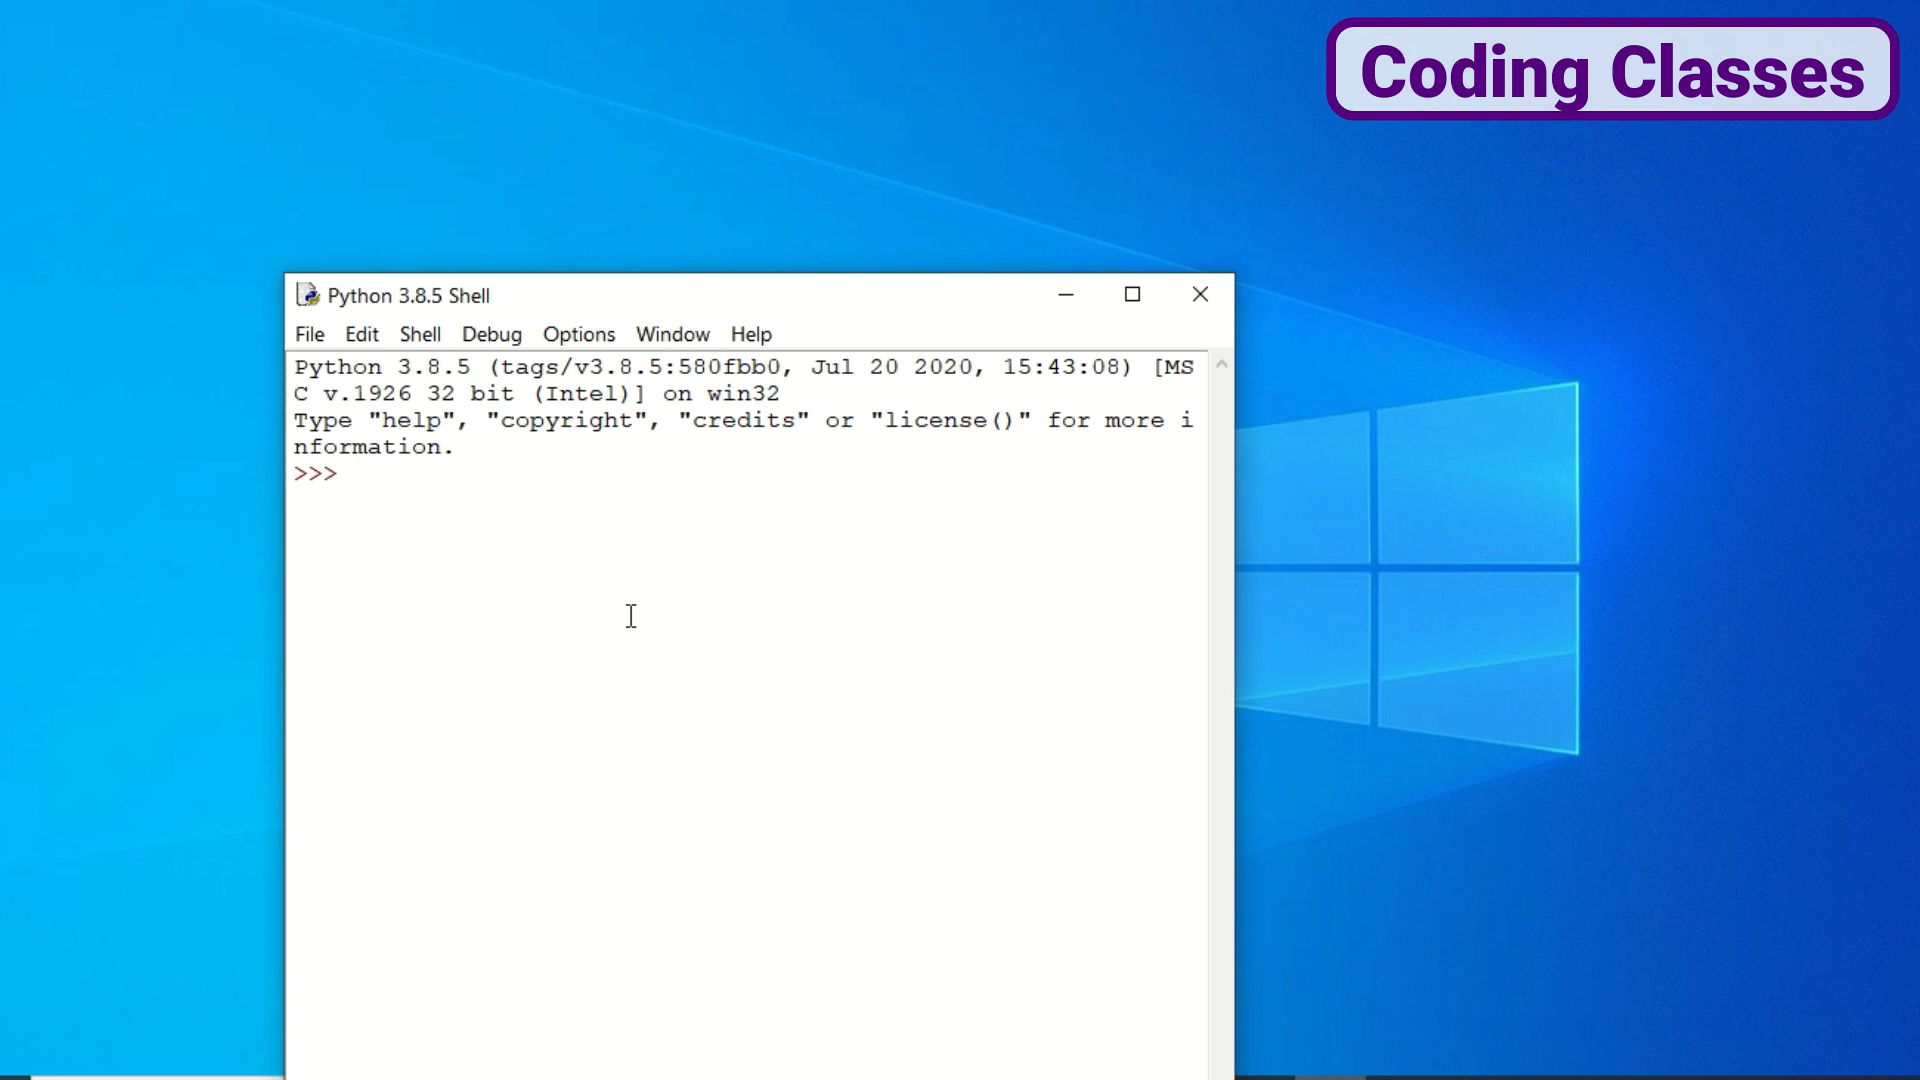 Coding Classes
Python 3.8.5 Shell
File Edit Shell Debug Options Window Help
Python 3.8.5 (tags/v3.8.5:580fbb0, Jul 20 2020, 15:43:08) [MS
C v.1926 32 bit (Intel)] on win32
Type "help", "copyright", "credits" or "license()" for more i
nformation.
>>>